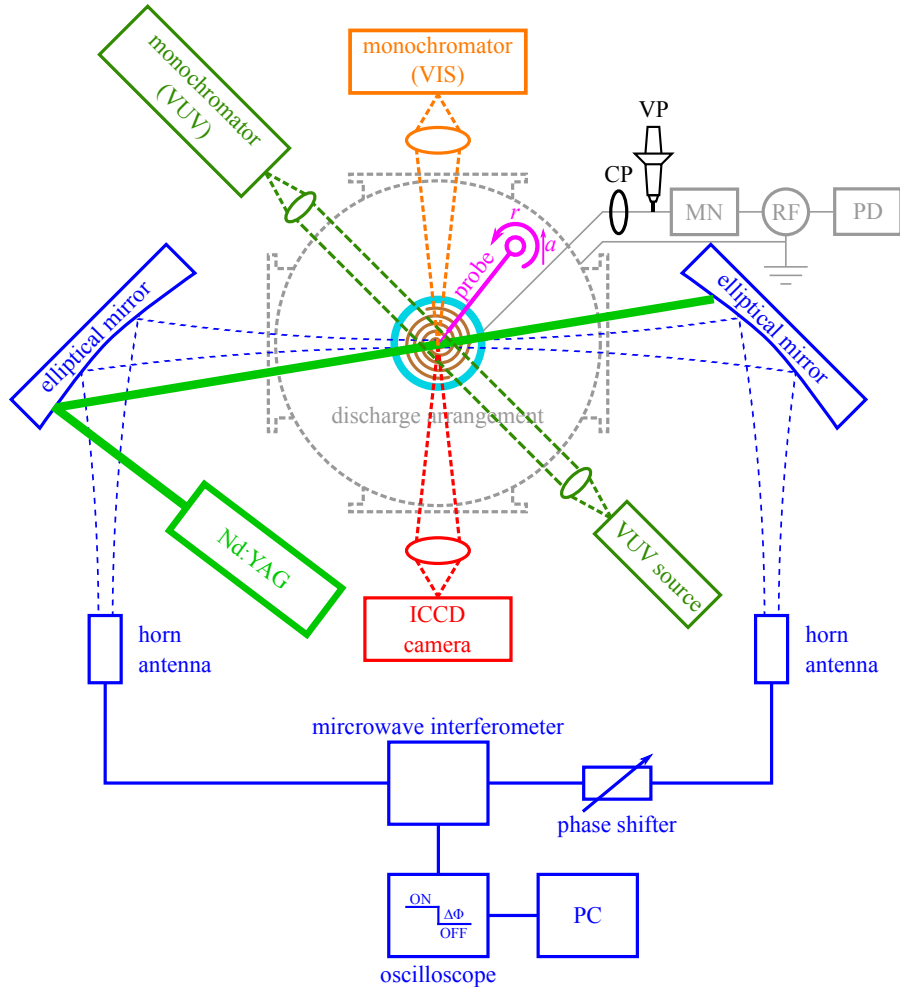 monochromator
(VUV)
monochromator
(VIS)
VP
CP
MN
RF
PD
r
a
probe
elliptical mirror
elliptical mirror
discharge arrangement
Nd:YAG
VUV source
ICCD
camera
horn
antenna
horn
antenna
mircrowave interferometer
phase shifter
ON
ΔΦ
OFF
PC
oscilloscope